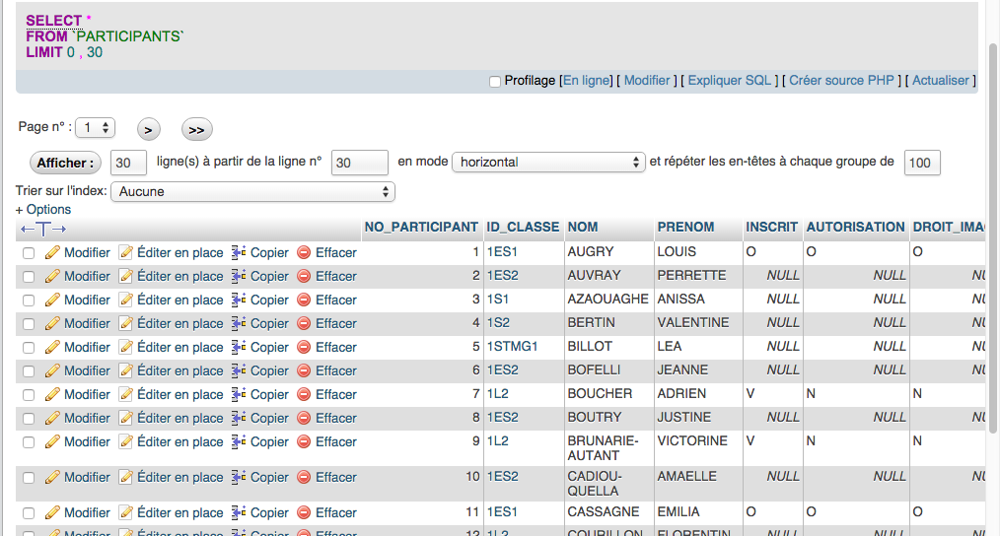 SELECT *
FROM `PARTICIPANTS`
LIMIT 0 , 30
Profilage [En ligne] [ Modifier ] [ Expliquer SQL ] [ Créer source PHP ] [ Actualiser ]
Page n° : 1 > >>
Afficher : 30 ligne(s) à partir de la ligne n° 30 en mode horizontal et répéter les en-têtes à chaque groupe de 100
Trier sur l'index: Aucune
+ Options
←T→ NO_PARTICIPANT ID_CLASSE NOM PRENOM INSCRIT AUTORISATION DROIT_IMA
Modifier Éditer en place Copier Effacer 1 1ES1 AUGRY LOUIS O O O
Modifier Éditer en place Copier Effacer 2 1ES2 AUVRAY PERRETTE NULL NULL NU
Modifier Éditer en place Copier Effacer 3 1S1 AZAOUAGHE ANISSA NULL NULL NU
Modifier Éditer en place Copier Effacer 4 1S2 BERTIN VALENTINE NULL NULL NU
Modifier Éditer en place Copier Effacer 5 1STMG1 BILLOT LEA NULL NULL NU
Modifier Éditer en place Copier Effacer 6 1ES2 BOFELLI JEANNE NULL NULL NU
Modifier Éditer en place Copier Effacer 7 1L2 BOUCHER ADRIEN V N N
Modifier Éditer en place Copier Effacer 8 1ES2 BOUTRY JUSTINE NULL NULL NU
Modifier Éditer en place Copier Effacer 9 1L2 BRUNARIE- VICTORINE V N N
AUTANT
Modifier Éditer en place Copier Effacer 10 1ES2 CADIOU- AMAELLE NULL NULL NU
QUELLA
Modifier Éditer en place Copier Effacer 11 1ES1 CASSAGNE EMILIA O O O
Modifier Éditer en place Copier Effacer 12 1L2 COURILLON FLORENTIN NULL NULL NU